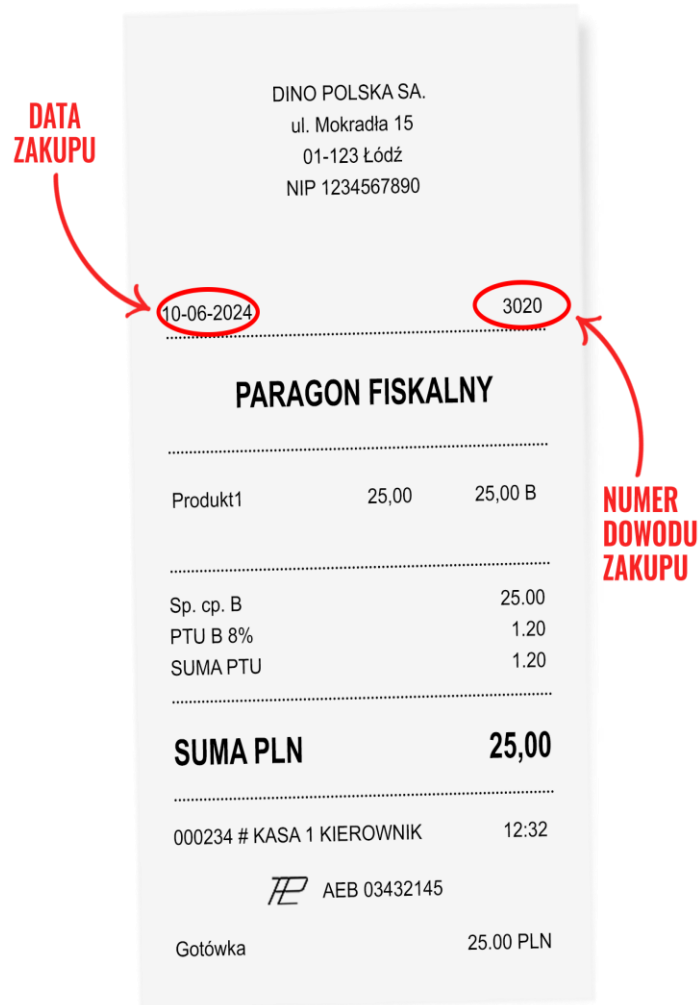 DINO POLSKA SA.
ul. Mokradła 15
01-123 Łódź
NIP 1234567890
DATA
ZAKUPU
10-06-2024 3020
PARAGON FISKALNY
Produkt1 25,00 25,00 B
NUMER
DOWODU
ZAKUPU
Sp. cp. B 25.00
PTU B 8% 1.20
SUMA PTU 1.20
SUMA PLN 25,00
000234 # KASA 1 KIEROWNIK 12:32
AEB 03432145
Gotówka 25.00 PLN